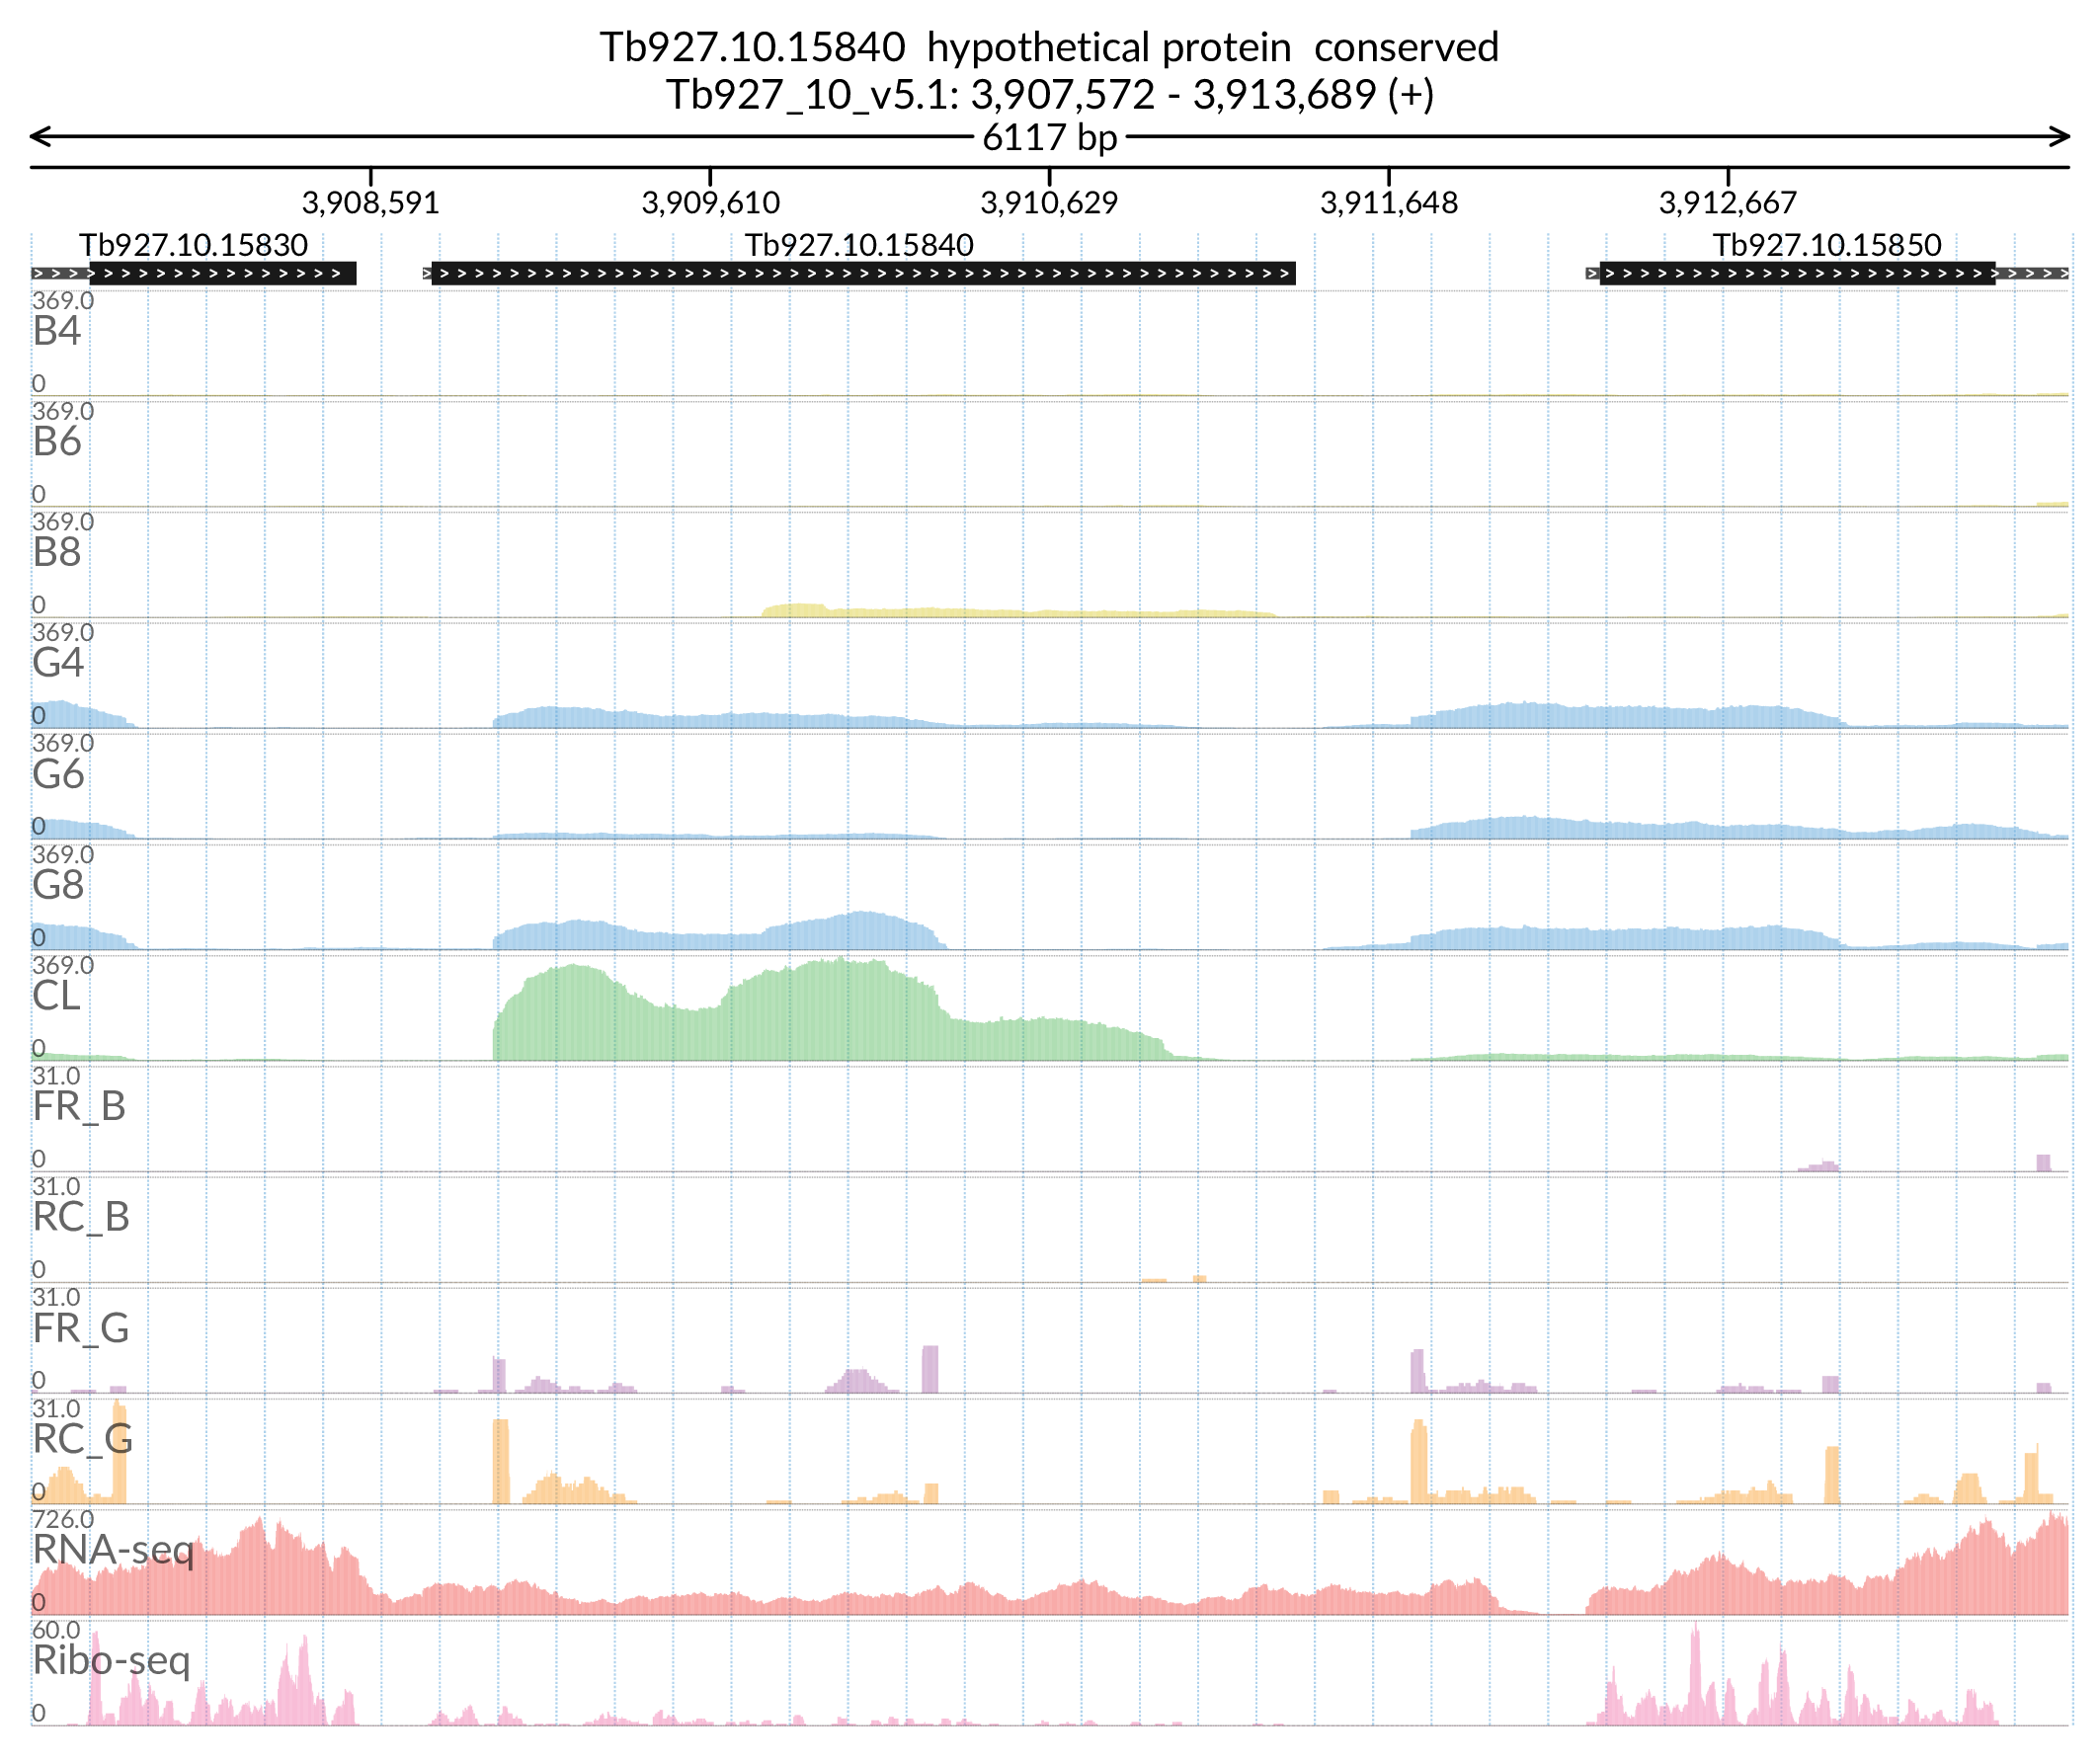 Tb927.10.15840 hypothetical protein conserved
Tb927_10_v5.1: 3,907,572 - 3,913,689 (+)
6117 bp
3,908,591 3,909,610 3,910,629 3,911,648 3,912,667
Tb927.10.15830 Tb927.10.15840 Tb927.10.15850
369.0
B4
0
369.0
B6
0
369.0
B8
0
369.0
G4
0
369.0
G6
0
369.0
G8
0
369.0
CL
0
31.0
FR_B
0
31.0
RC_B
0
31.0
FR_G
0
31.0
RC_G
0
726.0
RNA-seq
0
60.0
Ribo-seq
0